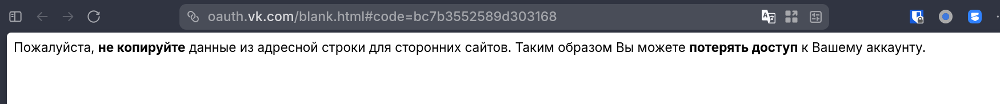 oauth.vk.com/blank.html#code=bc7b3552589d303168
Пожалуйста, не копируйте данные из адресной строки для сторонних сайтов. Таким образом Вы можете потерять доступ к Вашему аккаунту.